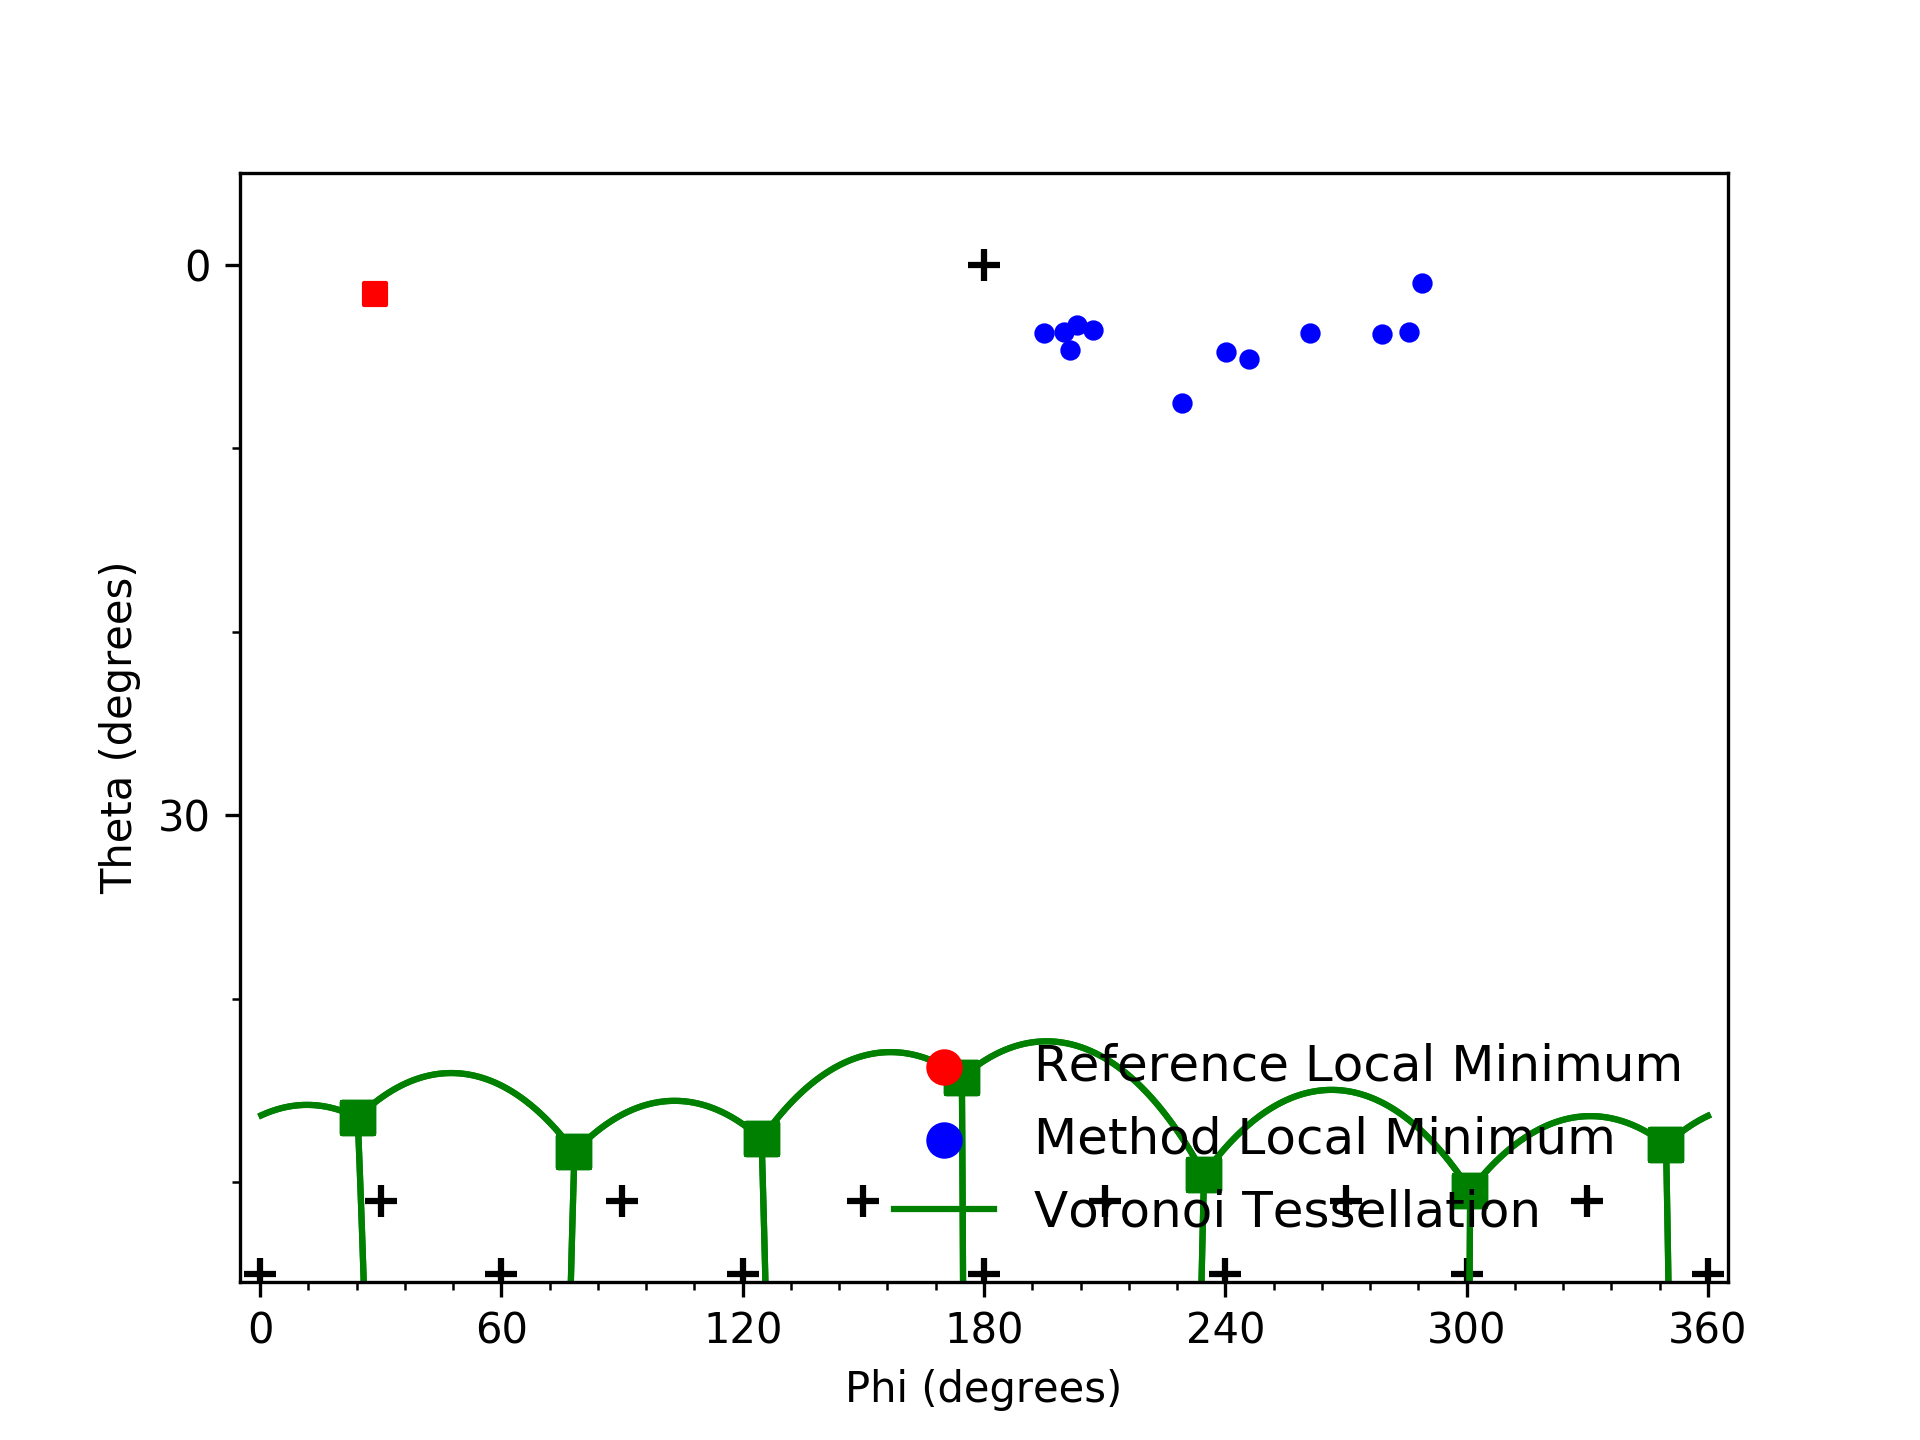 0
30
Theta (degrees)
Reference Local Minimum
Method Local Minimum
Voronoi Tessellation
0 60 120 180 240 300 360
Phi (degrees)